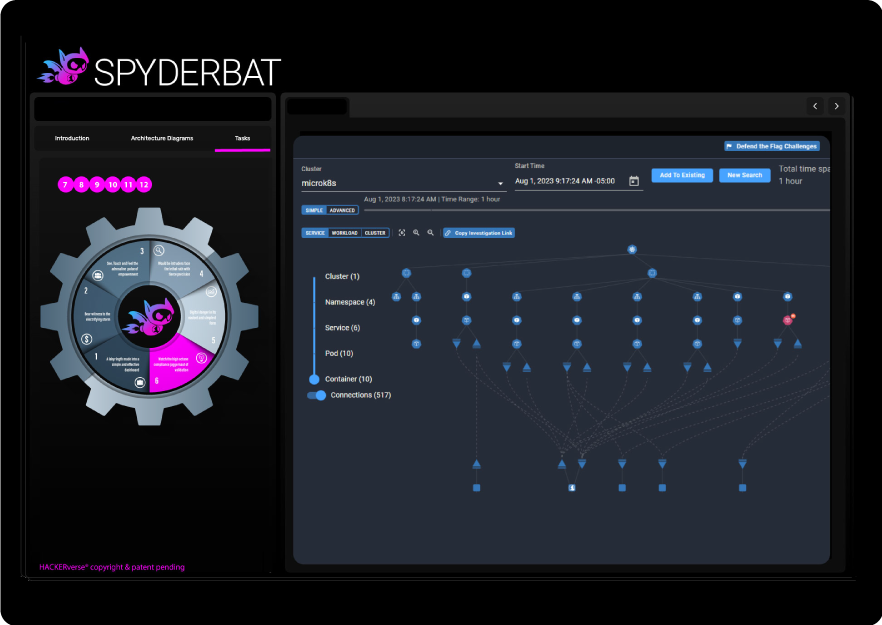 SPYDERBAT
Introduction
Architecture Diagrams
Tasks
7 8 9 10 11 12
3
4
2
1
6
Defend the Flag Challenges
Cluster
microk8s
Start Time
Aug 1, 2023 9:17:24 AM -05:00
Add To Existing
New Search
Total time spa
1 hour
Aug 1, 2023 8:17:24 AM | Time Range: 1 hour
SIMPLE ADVANCED
SERVICE WORKLOAD CLUSTER
Copy Investigation Link
Cluster (1)
Namespace (4)
Service (6)
Pod (10)
Container (10)
Connections (517)
HACKERverse® copyright & patent pending